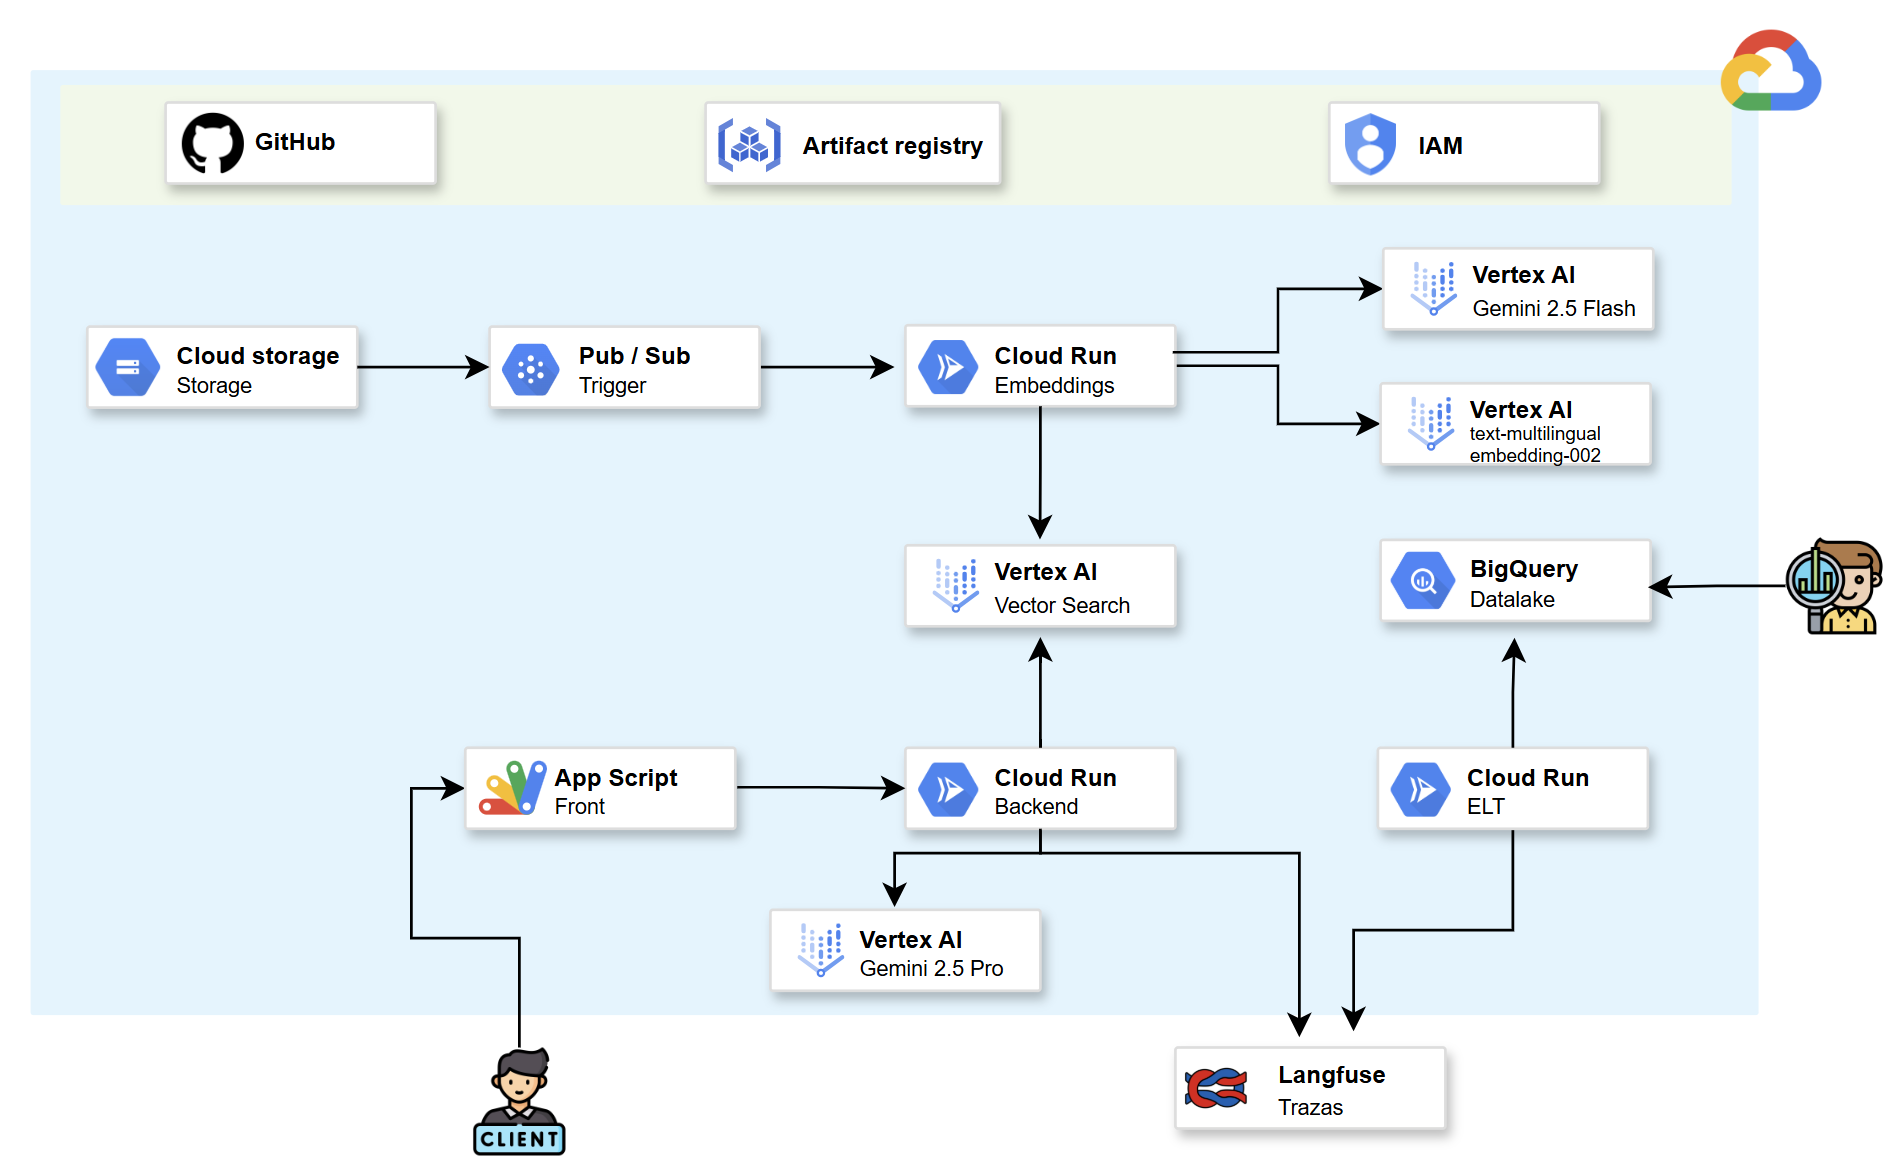 GitHub
Artifact registry
IAM
Vertex AI
Gemini 2.5 Flash
Cloud storage
Storage
Pub / Sub
Trigger
Cloud Run
Embeddings
Vertex AI
text-multilingual
embedding-002
Vertex AI
Vector Search
BigQuery
Datalake
App Script
Front
Cloud Run
Backend
Cloud Run
ELT
Vertex AI
Gemini 2.5 Pro
Langfuse
Trazas
CLIENT